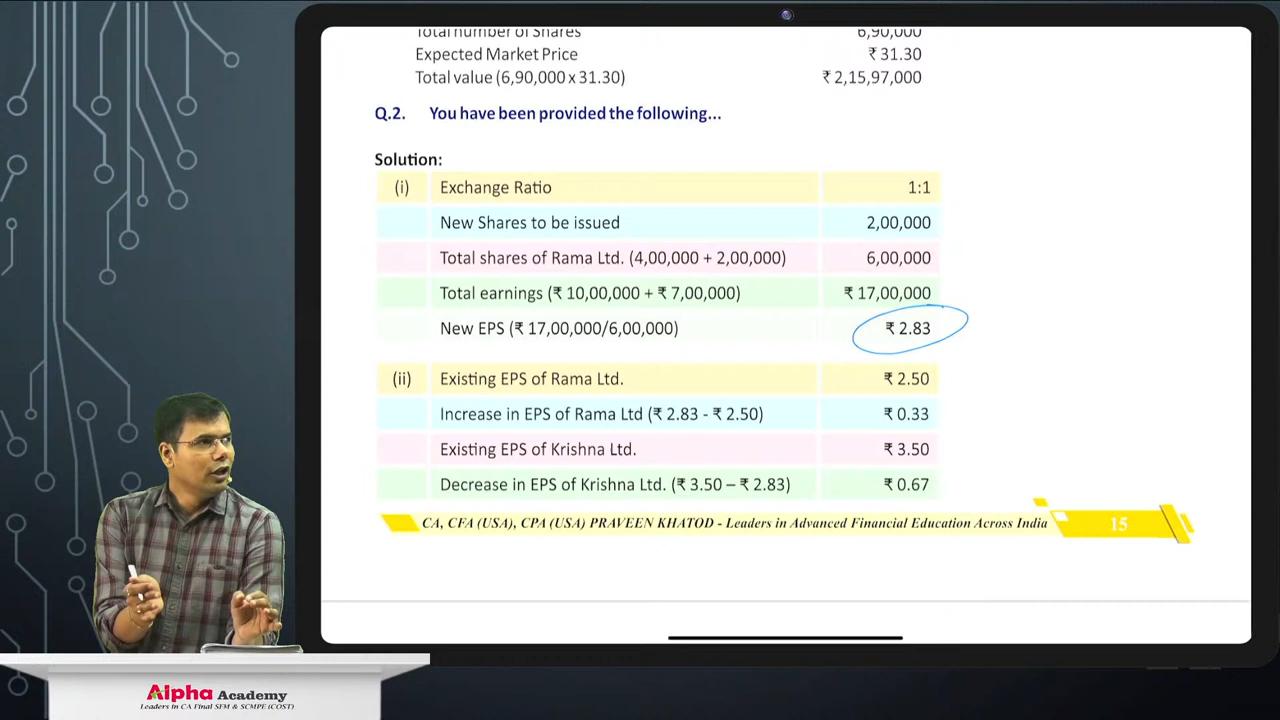 Total number of Shares 6,90,000
Expected Market Price ₹ 31.30
Total value (6,90,000 x 31.30) ₹ 2,15,97,000
Q.2. You have been provided the following...
Solution:
(i) Exchange Ratio 1:1
New Shares to be issued 2,00,000
Total shares of Rama Ltd. (4,00,000 + 2,00,000) 6,00,000
Total earnings (₹ 10,00,000 + ₹ 7,00,000) ₹ 17,00,000
New EPS (₹ 17,00,000/6,00,000) ₹ 2.83
(ii) Existing EPS of Rama Ltd. ₹ 2.50
Increase in EPS of Rama Ltd (₹ 2.83 - ₹ 2.50) ₹ 0.33
Existing EPS of Krishna Ltd. ₹ 3.50
Decrease in EPS of Krishna Ltd. (₹ 3.50 – ₹ 2.83) ₹ 0.67
CA, CFA (USA), CPA (USA) PRAVEEN KHATOD - Leaders in Advanced Financial Education Across India 15
Alpha Academy
Leaders in CA Final SFM & SCMPE (COST)